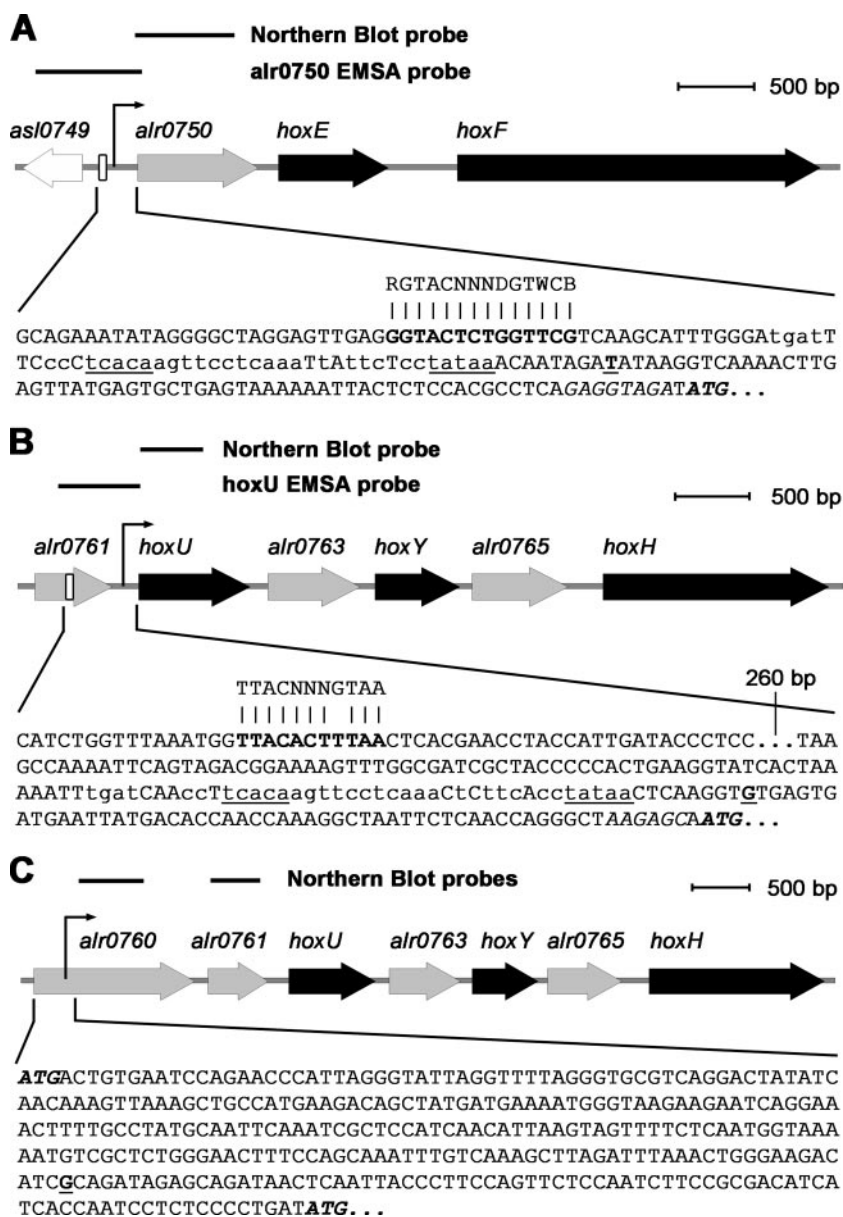 A
Northern Blot probe
alr0750 EMSA probe
500 bp
asl0749 alr0750 hoxE hoxF
RGTACNNNDGTWCB
GCAGAAATATAGGGGCTAGGAGTTGAGGGTACTCTGGTTCGTCAAGCATTTGGGAtgatT
TCccCtcacaagttcctcaaaTtAttcTcctataaACAATAGATATAAGGTCAAAACTTG
AGTTATGAGTGCTGAGTAAAAAATTACTCTCCACGCCTCAGAGGTAGATATG...
B
Northern Blot probe
hoxU EMSA probe
500 bp
alr0761 hoxU alr0763 hoxY alr0765 hoxH
TTACNNNGTAA
260 bp
CATCTGGTTTAAATGGTTACACTTTAACTCACGAACCTACCATTGATACCCTCC...TAA
GCCAAAATTCAGTAGACGGAAAAGTTTGGCGATCGCTACCCCCACTGAAGGTATCACTAA
AAATTTgatCAAccTtcacaagttcctcaaaCtCttcAcctataaCTCAAGGTGTGAGTG
ATGAATTATGACACCAACCAAAGGCTAATTCTCAACCAGGGCTAAGAGCAATG...
C
Northern Blot probes
500 bp
alr0760 alr0761 hoxU alr0763 hoxY alr0765 hoxH
ATGACTGTGAATCCAGAACCCATTAGGGTATTAGGTTTTAGGGTGCGTCAGGACTATATC
AACAAAGTTAAAGCTGCCATGAAGACAGCTATGATGAAAATGGGTAAGAAGAATCAGGAA
ACTTTTGCCTATGCAATTCAAATCGCTCCATCAACATTAAGTAGTTTTCTCAATGGTAAA
AATGTCGCTCTGGGAACTTTCCAGCAAATTTGTCAAAGCTTAGATTTAAACTGGGAAGAC
ATCGCAGATAGAGCAGATAACTCAATTACCCTTCCAGTTCTCCAATCTTCCGCGACATCA
TCACCAATCCTCTCCCCTGATATG...